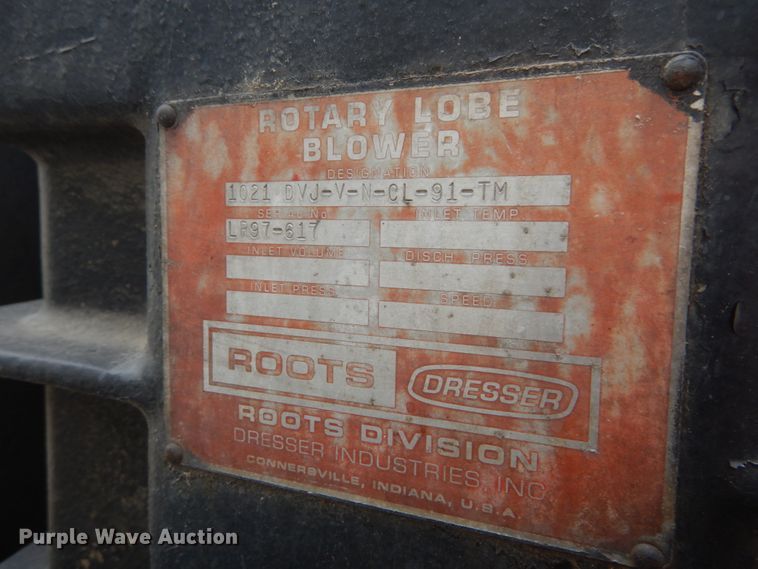 ROTARY LOBE
BLOWER
DESIGNATION
1021 DVJ-V-N-CL-91-TM
SERIAL No. INLET TEMP.
LR97-617
INLET VOLUME DISCH PRESS
INLET PRESS SPEED
ROOTS DRESSER
ROOTS DIVISION
DRESSER INDUSTRIES, INC.
CONNERSVILLE, INDIANA, U.S.A.
Purple Wave Auction®